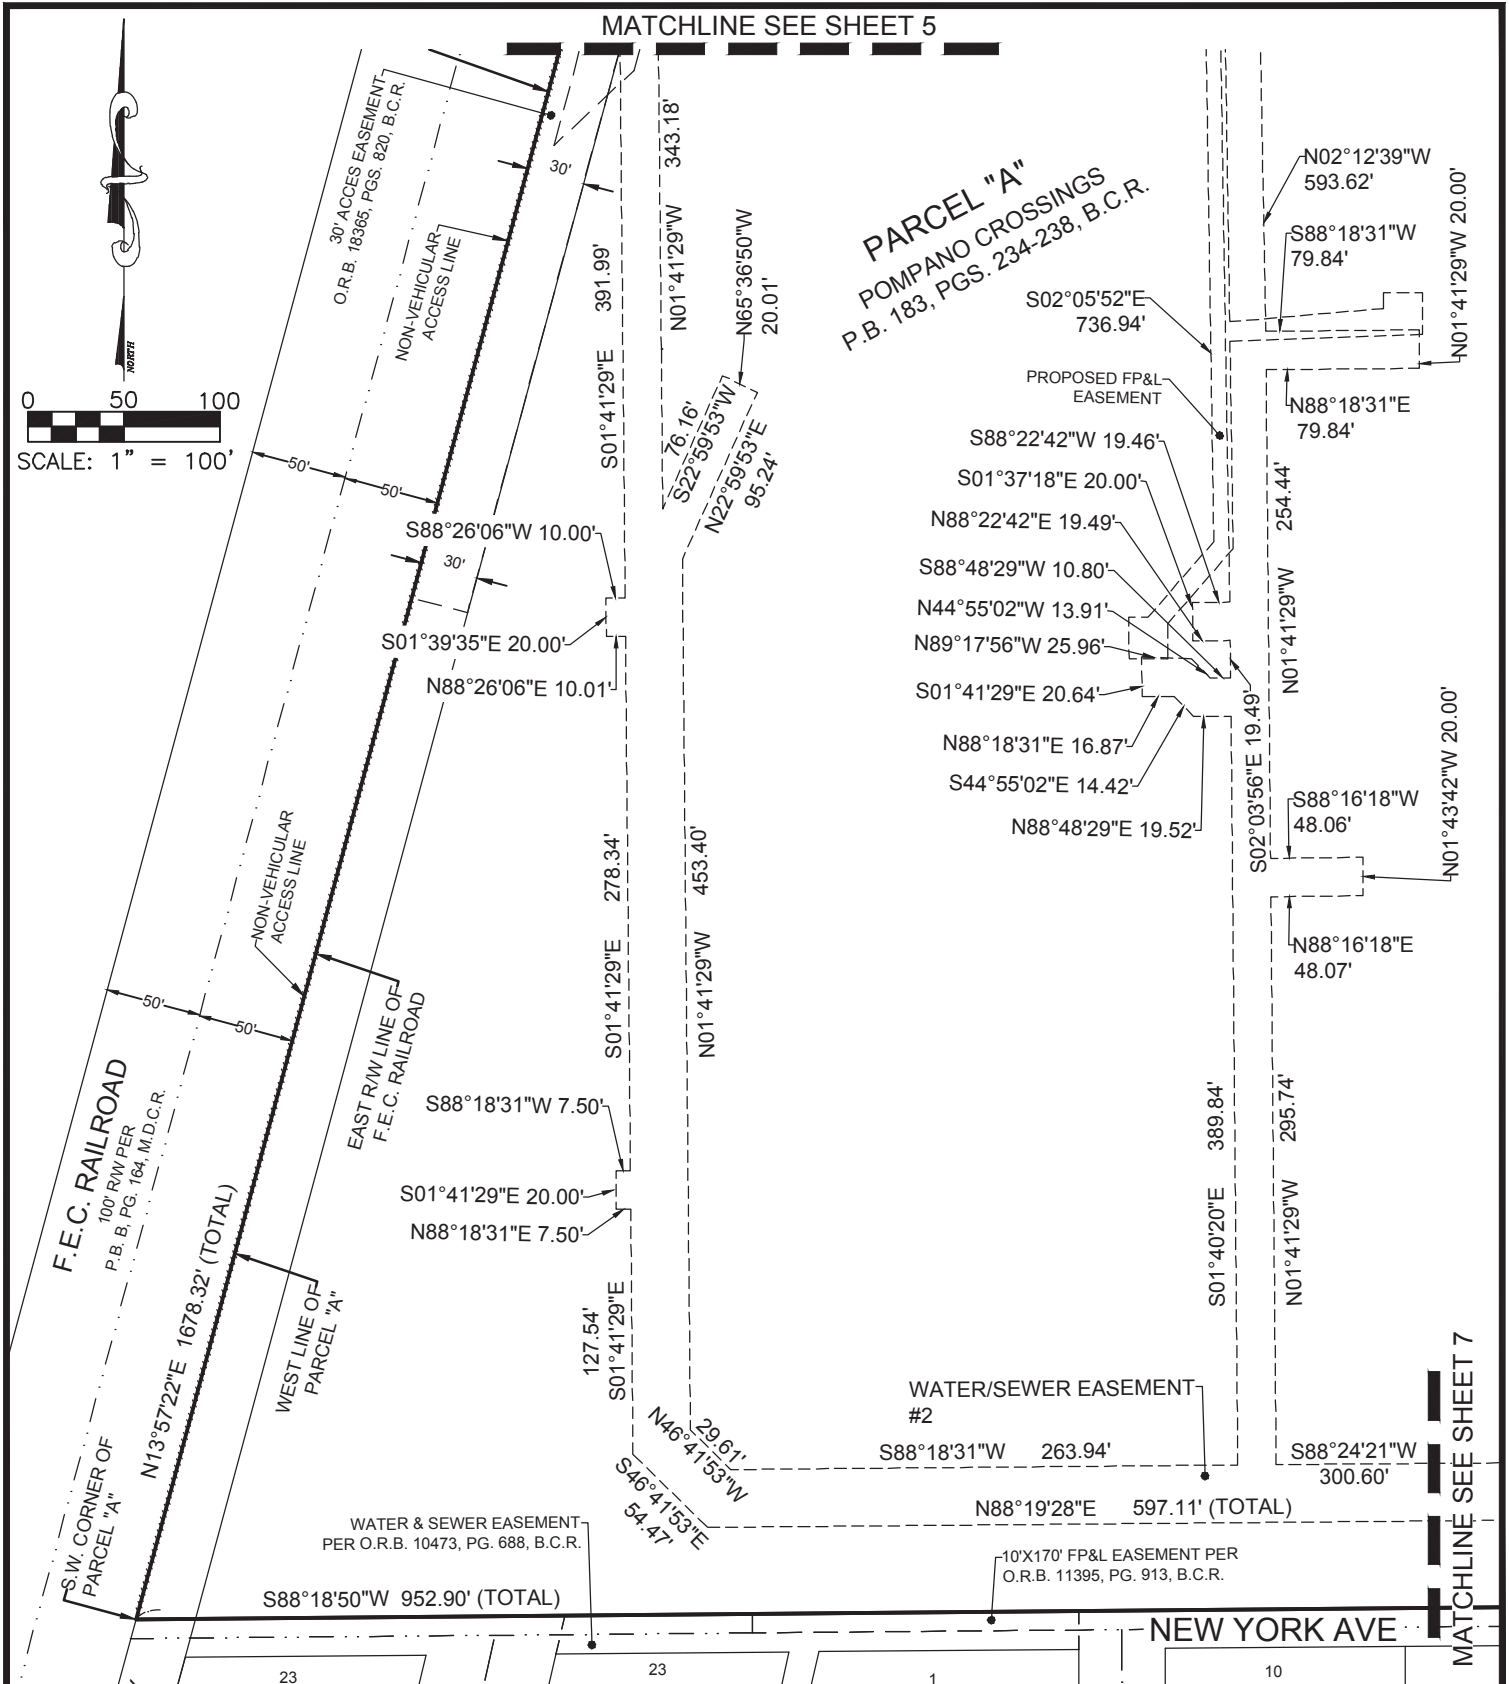 MATCHLINE SEE SHEET 5
NORTH
0 50 100
SCALE: 1" = 100'
30' ACCES EASEMENT
O.R.B. 18365, PGS. 820, B.C.R.
NON-VEHICULAR
ACCESS LINE
30'
343.18'
N01°41'29"W
391.99'
S01°41'29"E
N65°36'50"W
20.01'
76.16'
S22°59'53"W
N22°59'53"E
95.24'
PARCEL "A"
POMPANO CROSSINGS
P.B. 183, PGS. 234-238, B.C.R.
N02°12'39"W
593.62'
S88°18'31"W
79.84'
N01°41'29"W 20.00'
N88°18'31"E
79.84'
S02°05'52"E
736.94'
PROPOSED FP&L
EASEMENT
S88°22'42"W 19.46'
S01°37'18"E 20.00'
N88°22'42"E 19.49'
S88°48'29"W 10.80'
N44°55'02"W 13.91'
N89°17'56"W 25.96'
S01°41'29"E 20.64'
N88°18'31"E 16.87'
S44°55'02"E 14.42'
N88°48'29"E 19.52'
254.44'
N01°41'29"W
S02°03'56"E 19.49'
50'
50'
30'
S88°26'06"W 10.00'
S01°39'35"E 20.00'
N88°26'06"E 10.01'
S88°16'18"W
48.06'
N01°43'42"W 20.00'
N88°16'18"E
48.07'
NON-VEHICULAR
ACCESS LINE
278.34'
S01°41'29"E
453.40'
N01°41'29"W
50'
50'
EAST R/W LINE OF
F.E.C. RAILROAD
F.E.C. RAILROAD
100' R/W PER
P.B. B, PG. 164, M.D.C.R.
S88°18'31"W 7.50'
S01°41'29"E 20.00'
N88°18'31"E 7.50'
389.84'
S01°40'20"E
295.74'
N01°41'29"W
N13°57'22"E 1678.32' (TOTAL)
WEST LINE OF
PARCEL "A"
127.54'
S01°41'29"E
29.61'
N46°41'53"W
S46°41'53"E
54.47'
WATER/SEWER EASEMENT
#2
S88°18'31"W 263.94'
S88°24'21"W
300.60'
N88°19'28"E 597.11' (TOTAL)
MATCHLINE SEE SHEET 7
S.W. CORNER OF
PARCEL "A"
WATER & SEWER EASEMENT
PER O.R.B. 10473, PG. 688, B.C.R.
10'X170' FP&L EASEMENT PER
O.R.B. 11395, PG. 913, B.C.R.
S88°18'50"W 952.90' (TOTAL)
NEW YORK AVE
23
23
1
10